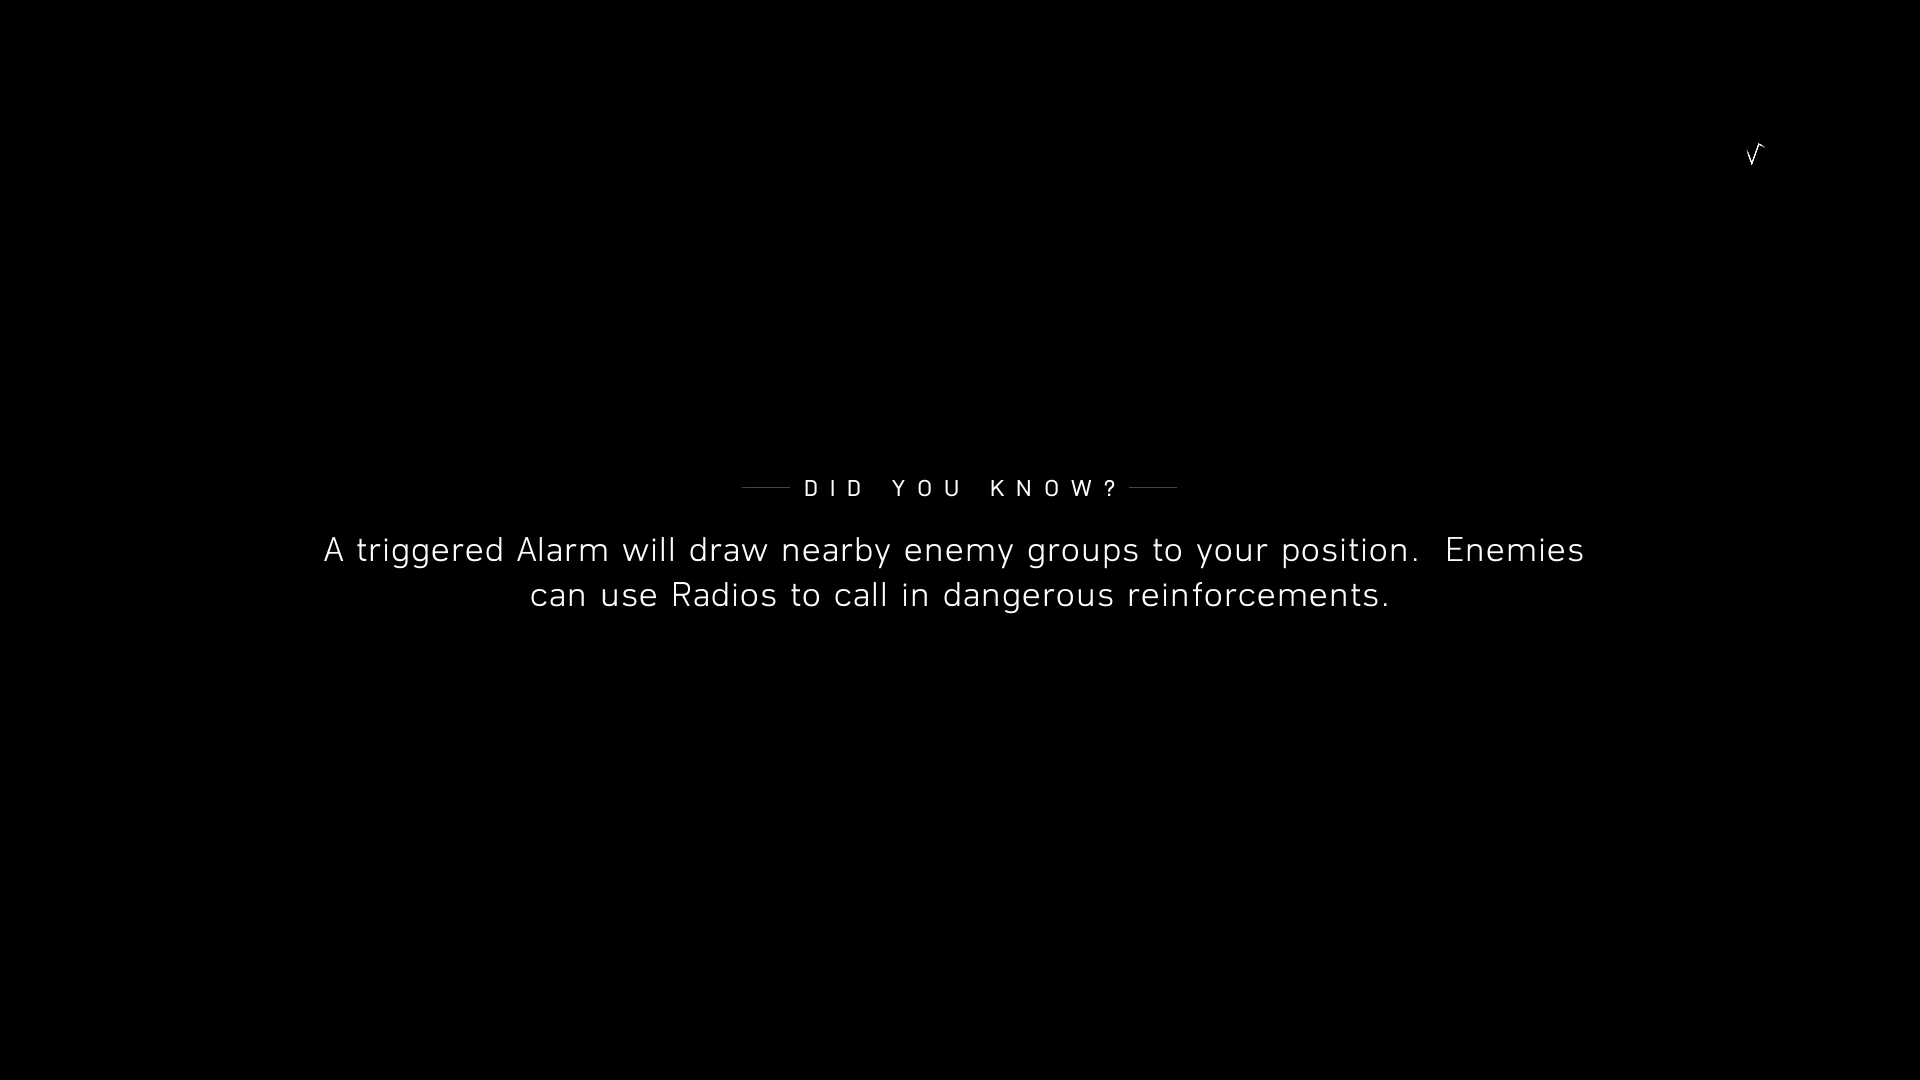 DID YOU KNOW?
A triggered Alarm will draw nearby enemy groups to your position.  Enemies
can use Radios to call in dangerous reinforcements.